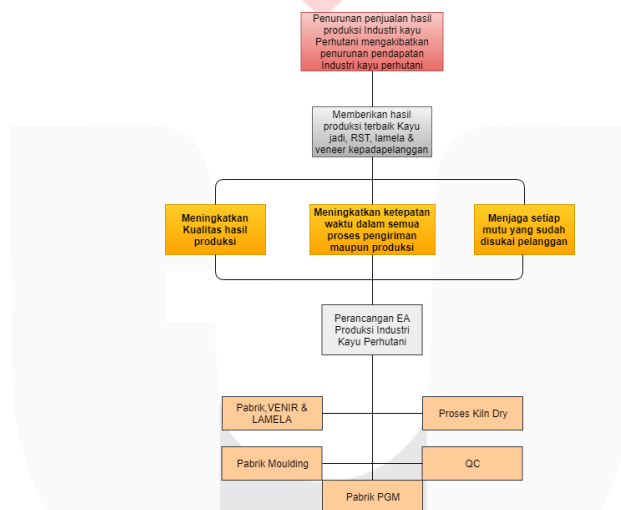 Penurunan penjualan hasil
produksi Industri kayu
Perhutani mengakibatkan
penurunan pendapatan
Industri kayu perhutani
Memberikan hasil
produksi terbaik Kayu
jadi, RST, lamela &
veneer kepadapelanggan
Meningkatkan
Kualitas hasil
produksi
Meningkatkan ketepatan
waktu dalam semua
proses pengiriman
maupun produksi
Menjaga setiap
mutu yang sudah
disukai pelanggan
Perancangan EA
Produksi Industri
Kayu Perhutani
Pabrik,VENIR &
LAMELA
Proses Kiln Dry
Pabrik Moulding
QC
Pabrik PGM